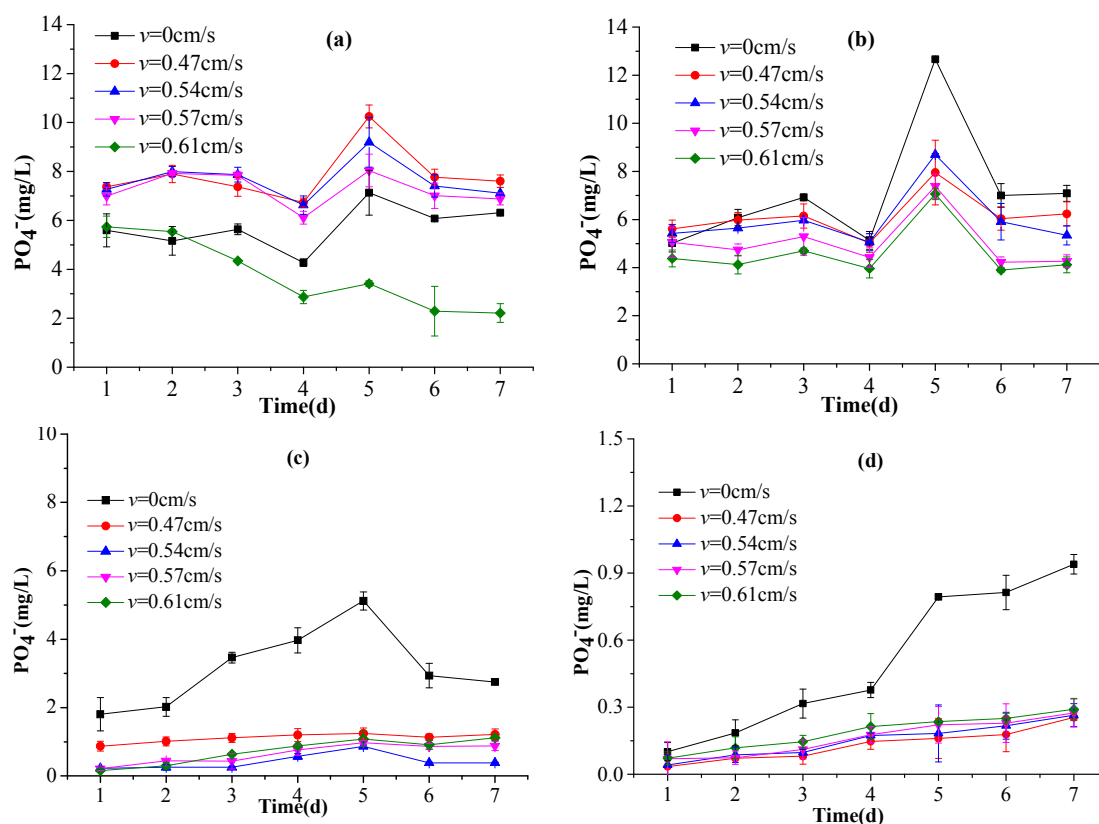 (a)
14
12
10
8
6
4
2
0
PO₄⁻(mg/L)
v=0cm/s
v=0.47cm/s
v=0.54cm/s
v=0.57cm/s
v=0.61cm/s
1 2 3 4 5 6 7
Time(d)
(b)
14
12
10
8
6
4
2
0
PO₄⁻(mg/L)
v=0cm/s
v=0.47cm/s
v=0.54cm/s
v=0.57cm/s
v=0.61cm/s
1 2 3 4 5 6 7
Time(d)
(c)
10
8
6
4
2
0
PO₄⁻(mg/L)
v=0cm/s
v=0.47cm/s
v=0.54cm/s
v=0.57cm/s
v=0.61cm/s
1 2 3 4 5 6 7
Time(d)
(d)
1.5
1.2
0.9
0.6
0.3
0.0
PO₄⁻(mg/L)
v=0cm/s
v=0.47cm/s
v=0.54cm/s
v=0.57cm/s
v=0.61cm/s
1 2 3 4 5 6 7
Time(d)